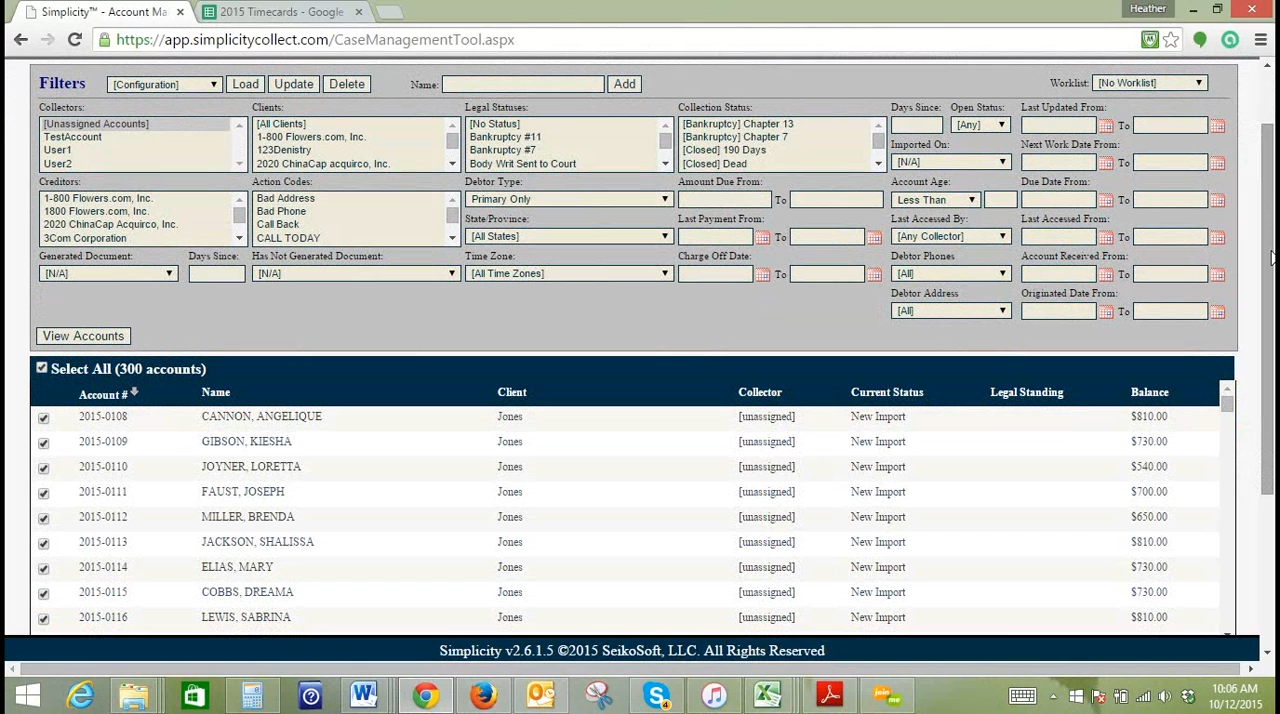 Simplicity™ - Account Ma × 2015 Timecards - Google × Heather
https://app.simplicitycollect.com/CaseManagementTool.aspx
Filters [Configuration] Load Update Delete Name: Add Worklist: [No Worklist]
Collectors: Clients: Legal Statuses: Collection Status: Days Since: Open Status: Last Updated From:
[Unassigned Accounts] [All Clients] [No Status] [Bankruptcy] Chapter 13 [Any] To
TestAccount 1-800 Flowers.com, Inc. Bankruptcy #11 [Bankruptcy] Chapter 7
User1 123Denistry Bankruptcy #7 [Closed] 190 Days Imported On: Next Work Date From:
User2 2020 ChinaCap acquirco, Inc. Body Writ Sent to Court [Closed] Dead [N/A] To
Creditors: Action Codes: Debtor Type: Amount Due From: Account Age: Due Date From:
1-800 Flowers.com, Inc. Bad Address Primary Only To Less Than To
1800 Flowers.com, Inc. Bad Phone State/Province: Last Payment From: Last Accessed By: Last Accessed From:
2020 ChinaCap Acquirco, Inc. Call Back
3Com Corporation CALL TODAY [All States] To [Any Collector] To
Generated Document: Days Since: Has Not Generated Document: Time Zone: Charge Off Date: Debtor Phones Account Received From:
[N/A] [N/A] [All Time Zones] To [All] To
Debtor Address Originated Date From:
[All] To
View Accounts
Select All (300 accounts)
Account # Name Client Collector Current Status Legal Standing Balance
2015-0108 CANNON, ANGELIQUE Jones [unassigned] New Import $810.00
2015-0109 GIBSON, KIESHA Jones [unassigned] New Import $730.00
2015-0110 JOYNER, LORETTA Jones [unassigned] New Import $540.00
2015-0111 FAUST, JOSEPH Jones [unassigned] New Import $700.00
2015-0112 MILLER, BRENDA Jones [unassigned] New Import $650.00
2015-0113 JACKSON, SHALISSA Jones [unassigned] New Import $810.00
2015-0114 ELIAS, MARY Jones [unassigned] New Import $730.00
2015-0115 COBBS, DREAMA Jones [unassigned] New Import $730.00
2015-0116 LEWIS, SABRINA Jones [unassigned] New Import $810.00
Simplicity v2.6.1.5 ©2015 SeikoSoft, LLC. All Rights Reserved
10:06 AM
10/12/2015